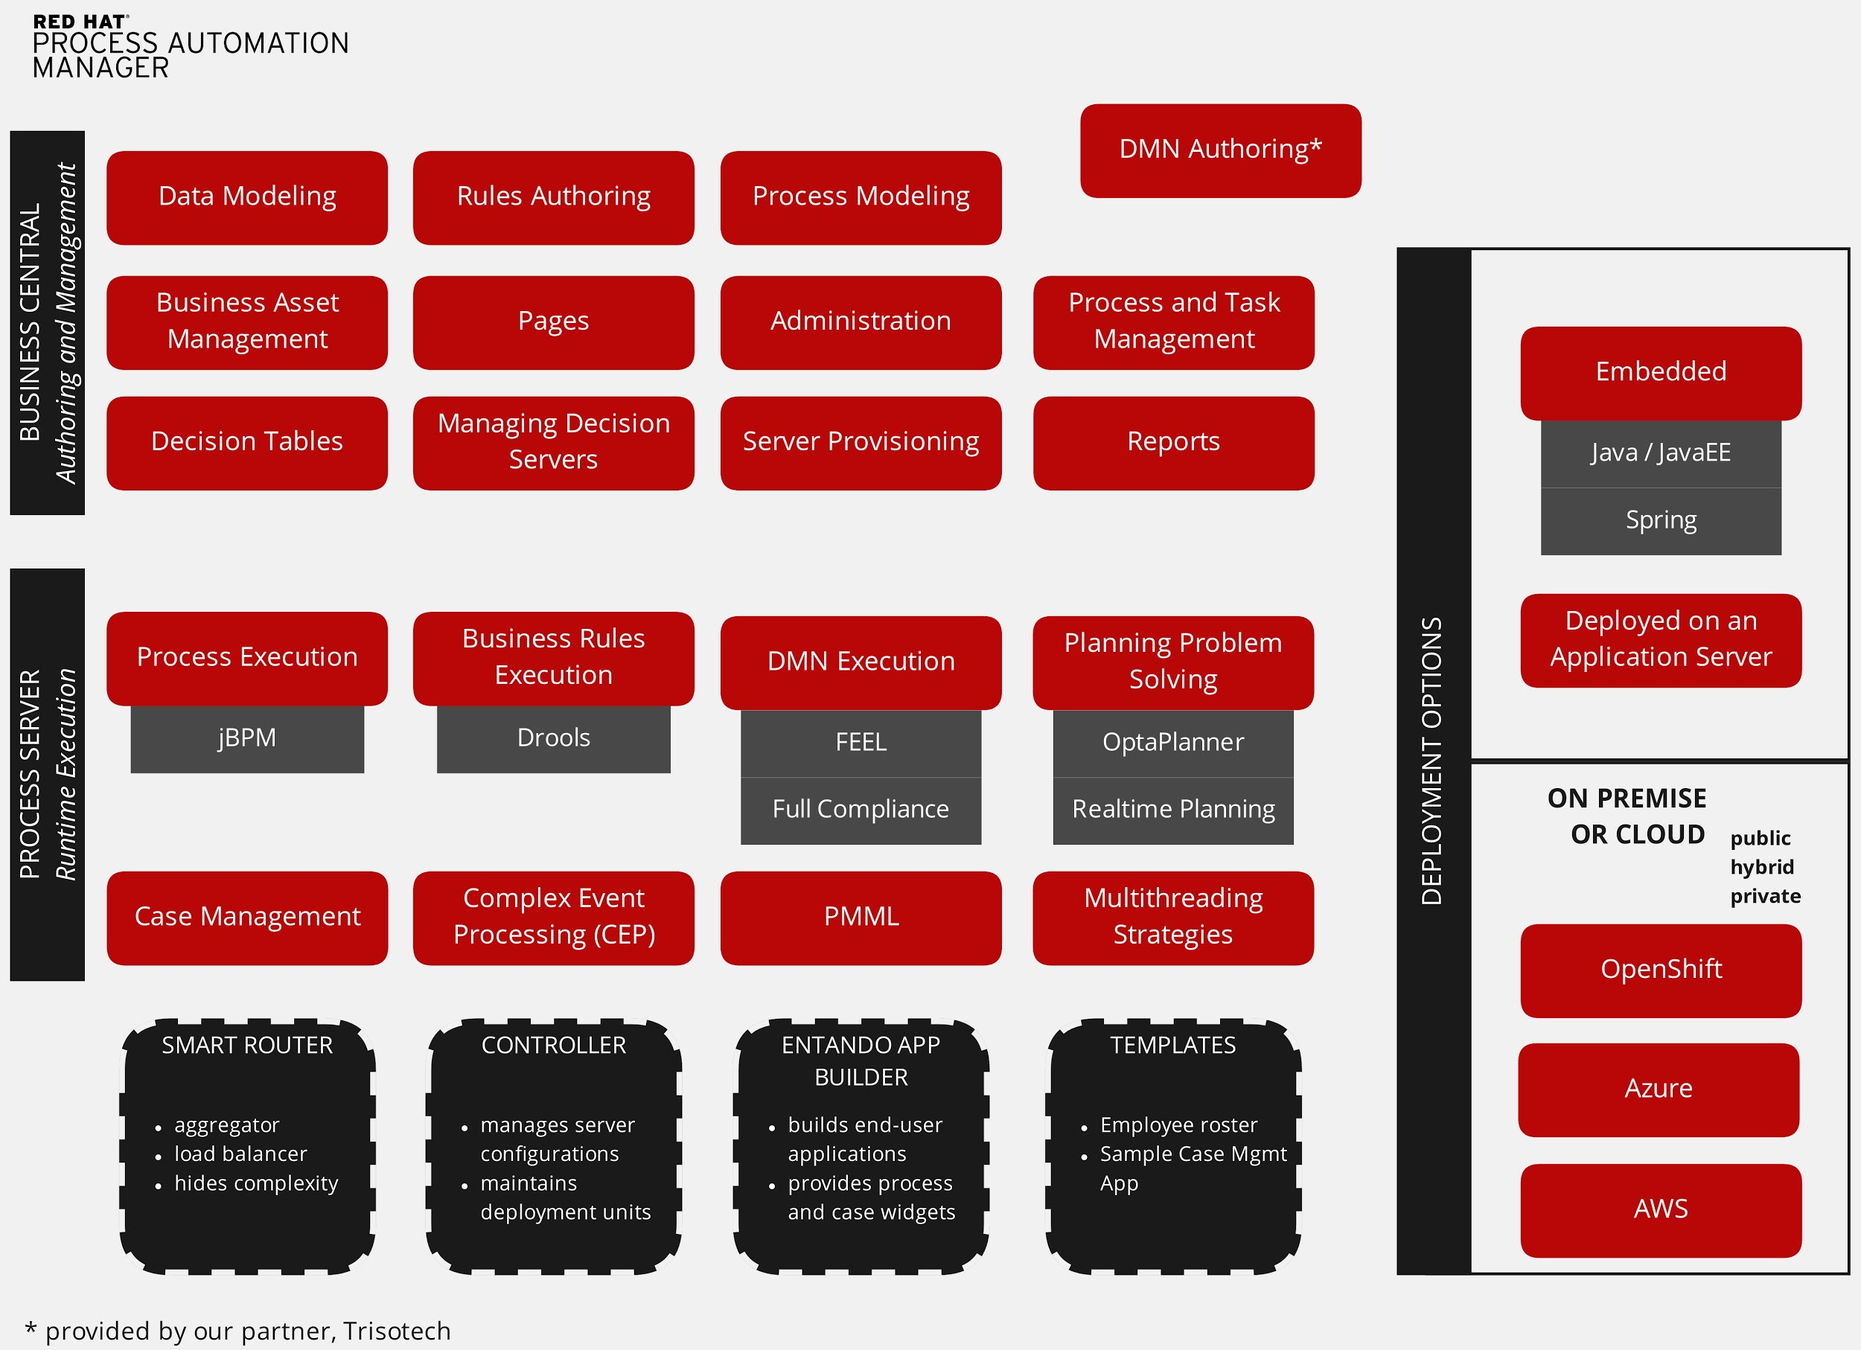 RED HAT®
PROCESS AUTOMATION
MANAGER
BUSINESS CENTRAL
Authoring and Management
DMN Authoring*
Data Modeling
Rules Authoring
Process Modeling
Business Asset
Management
Pages
Administration
Process and Task
Management
Decision Tables
Managing Decision
Servers
Server Provisioning
Reports
PROCESS SERVER
Runtime Execution
Process Execution
jBPM
Business Rules
Execution
Drools
DMN Execution
FEEL
Full Compliance
Planning Problem
Solving
OptaPlanner
Realtime Planning
Case Management
Complex Event
Processing (CEP)
PMML
Multithreading
Strategies
SMART ROUTER
• aggregator
• load balancer
• hides complexity
CONTROLLER
• manages server
configurations
• maintains
deployment units
ENTANDO APP
BUILDER
• builds end-user
applications
• provides process
and case widgets
TEMPLATES
• Employee roster
• Sample Case Mgmt
App
DEPLOYMENT OPTIONS
Embedded
Java / JavaEE
Spring
Deployed on an
Application Server
ON PREMISE
OR CLOUD
public
hybrid
private
OpenShift
Azure
AWS
* provided by our partner, Trisotech